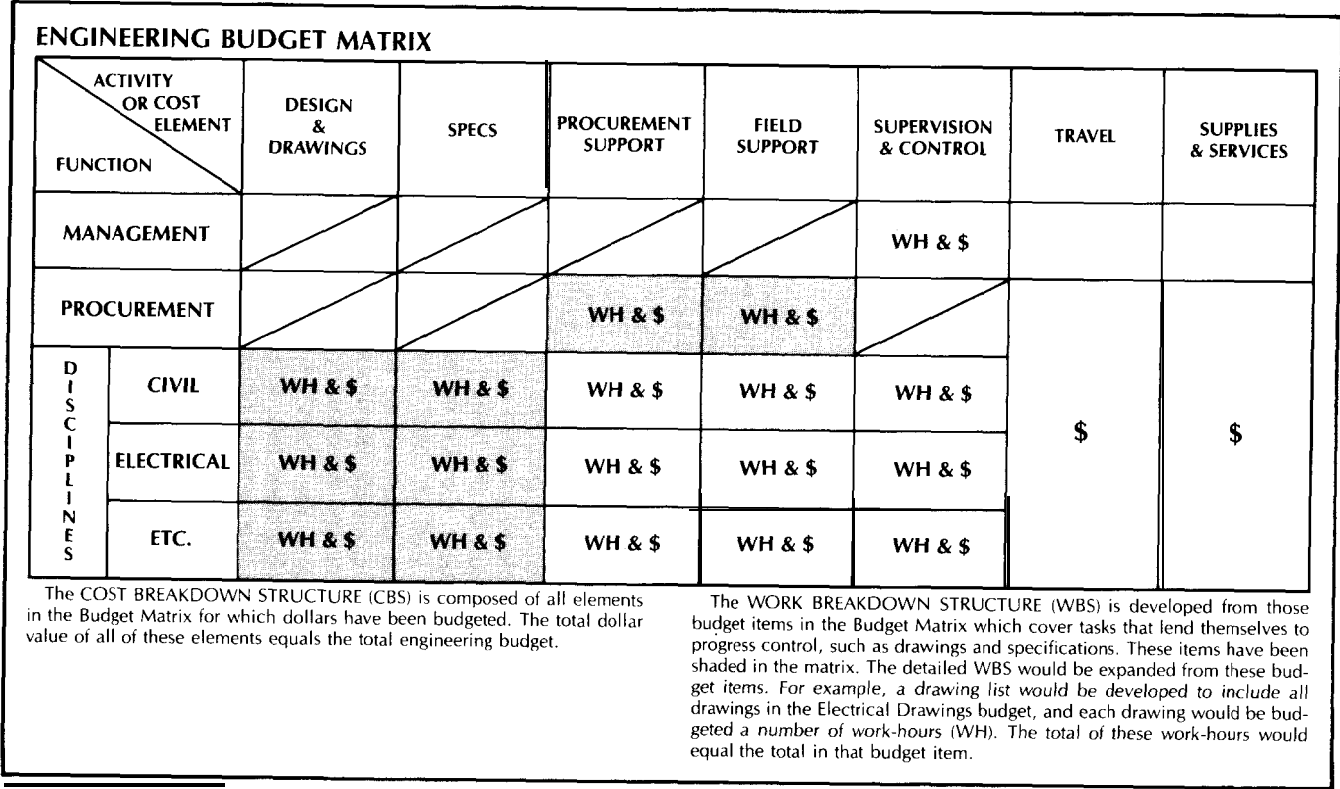 ENGINEERING BUDGET MATRIX
ACTIVITY
OR COST
ELEMENT
FUNCTION
DESIGN
&
DRAWINGS
SPECS
PROCUREMENT
SUPPORT
FIELD
SUPPORT
SUPERVISION
& CONTROL
TRAVEL
SUPPLIES
& SERVICES
MANAGEMENT
WH & $
PROCUREMENT
WH & $
WH & $
DISCIPLINES
CIVIL
WH & $
WH & $
WH & $
WH & $
WH & $
$
$
ELECTRICAL
WH & $
WH & $
WH & $
WH & $
WH & $
ETC.
WH & $
WH & $
WH & $
WH & $
WH & $
The COST BREAKDOWN STRUCTURE (CBS) is composed of all elements
in the Budget Matrix for which dollars have been budgeted. The total dollar
value of all of these elements equals the total engineering budget.
The WORK BREAKDOWN STRUCTURE (WBS) is developed from those
budget items in the Budget Matrix which cover tasks that lend themselves to
progress control, such as drawings and specifications. These items have been
shaded in the matrix. The detailed WBS would be expanded from these bud-
get items. For example, a drawing list would be developed to include all
drawings in the Electrical Drawings budget, and each drawing would be bud-
geted a number of work-hours (WH). The total of these work-hours would
equal the total in that budget item.